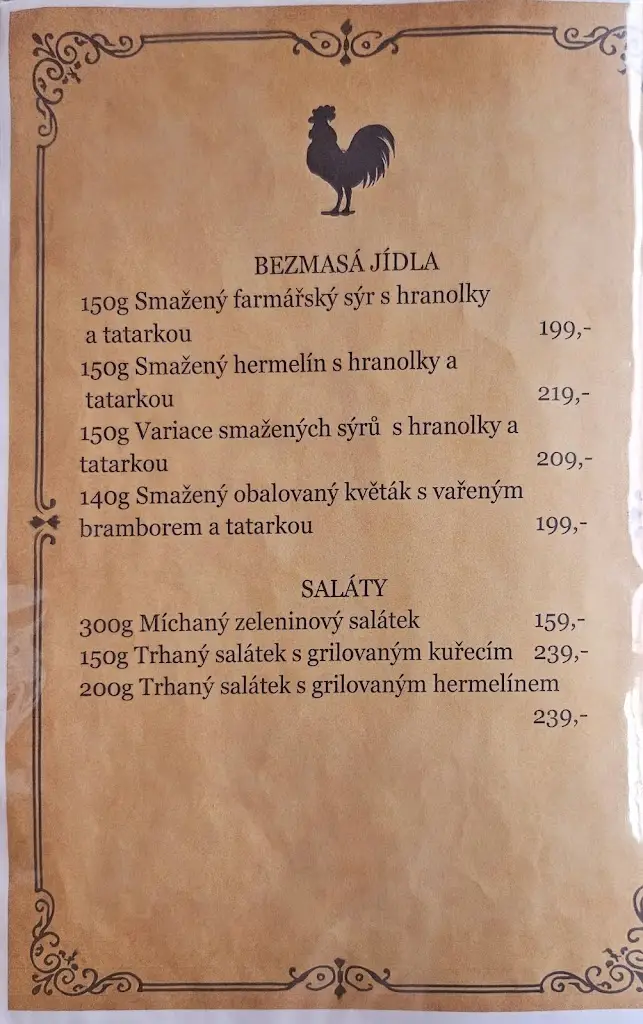 BEZMASÁ JÍDLA
150g Smažený farmářský sýr s hranolky
a tatarkou 199,-
150g Smažený hermelín s hranolky a
tatarkou 219,-
150g Variace smažených sýrů s hranolky a
tatarkou 209,-
140g Smažený obalovaný květák s vařeným
bramborem a tatarkou 199,-
SALÁTY
300g Míchaný zeleninový salátek 159,-
150g Trhaný salátek s grilovaným kuřecím 239,-
200g Trhaný salátek s grilovaným hermelínem
239,-